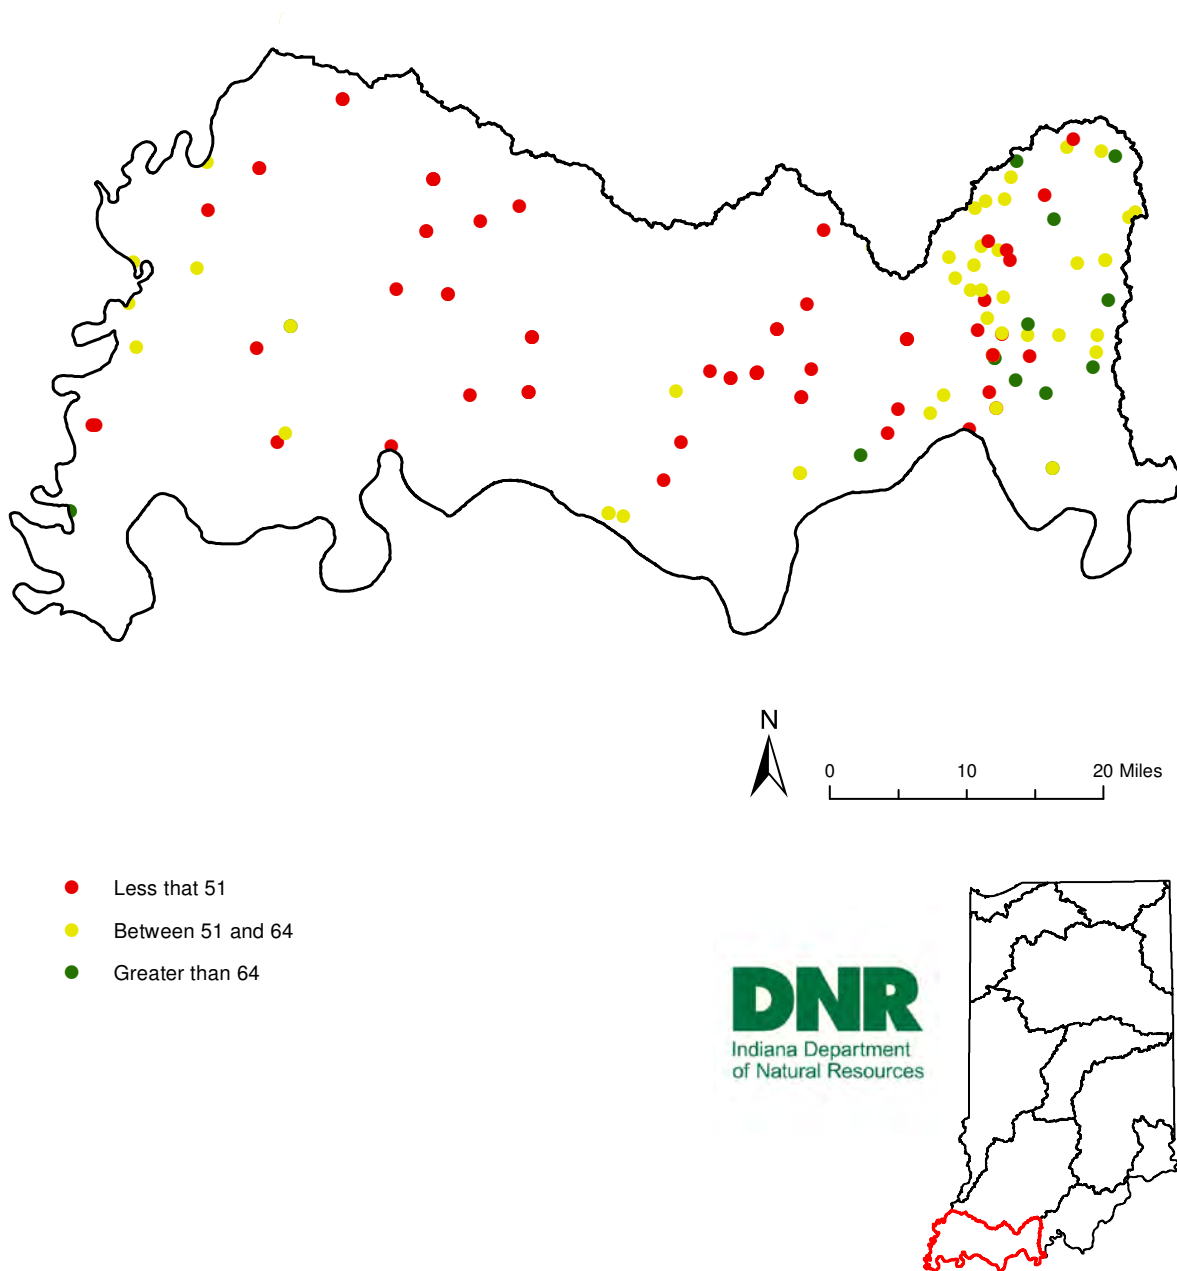 N
0 10 20 Miles
Less that 51
Between 51 and 64
Greater than 64
DNR
Indiana Department
of Natural Resources